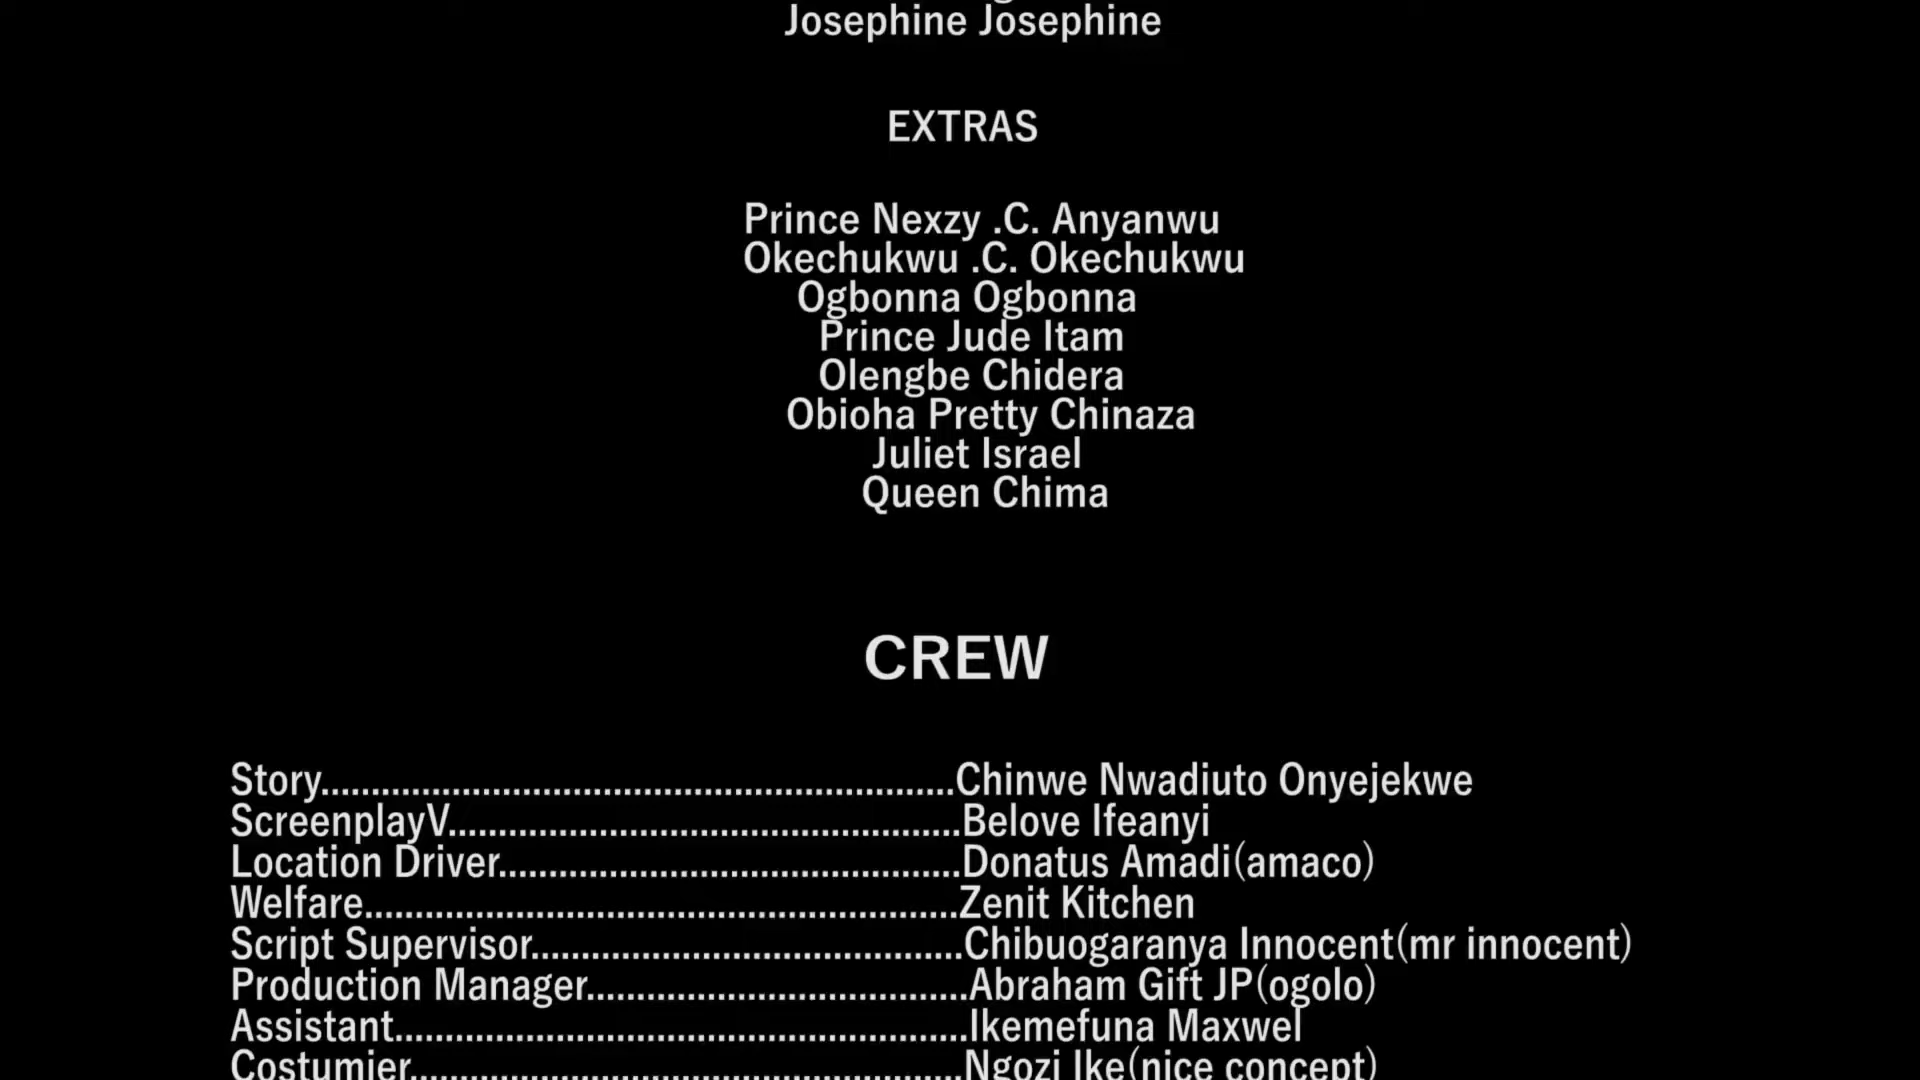 Josephine Josephine
EXTRAS
Prince Nexzy .C. Anyanwu
Okechukwu .C. Okechukwu
Ogbonna Ogbonna
Prince Jude Itam
Olengbe Chidera
Obioha Pretty Chinaza
Juliet Israel
Queen Chima
CREW
Story...............................................................Chinwe Nwadiuto Onyejekwe
ScreenplayV...................................................Belove Ifeanyi
Location Driver..............................................Donatus Amadi(amaco)
Welfare...........................................................Zenit Kitchen
Script Supervisor...........................................Chibuogaranya Innocent(mr innocent)
Production Manager......................................Abraham Gift JP(ogolo)
Assistant.........................................................Ikemefuna Maxwel
Costumier.......................................................Ngozi Ike(nice concept)